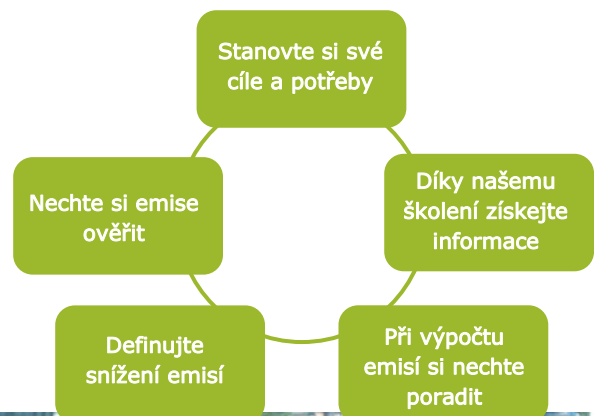 Stanovte si své
cíle a potřeby
Díky našemu
školení získejte
informace
Při výpočtu
emisí si nechte
poradit
Definujte
snížení emisí
Nechte si emise
ověřit